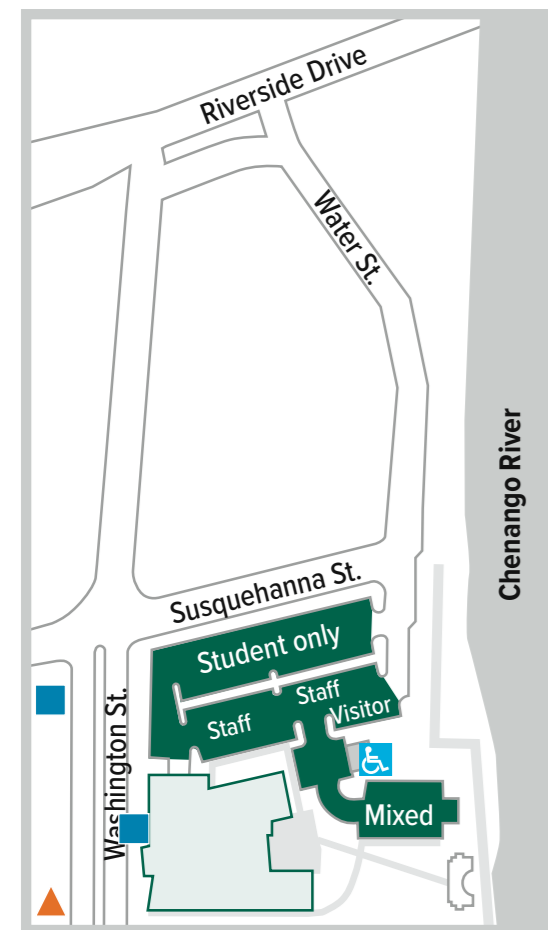 Riverside Drive
Water St.
Chenango River
Susquehanna St.
Student only
Staff
Visitor
Staff
Washington St.
Mixed